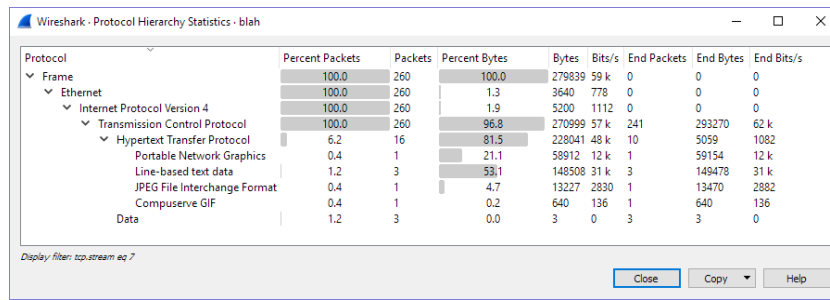 Wireshark · Protocol Hierarchy Statistics · blah
Protocol Percent Packets Packets Percent Bytes Bytes Bits/s End Packets End Bytes End Bits/s
Frame 100.0 260 100.0 279839 59 k 0 0 0
Ethernet 100.0 260 1.3 3640 778 0 0 0
Internet Protocol Version 4 100.0 260 1.9 5200 1112 0 0 0
Transmission Control Protocol 100.0 260 96.8 270999 57 k 241 293270 62 k
Hypertext Transfer Protocol 6.2 16 81.5 228041 48 k 10 5059 1082
Portable Network Graphics 0.4 1 21.1 58912 12 k 1 59154 12 k
Line-based text data 1.2 3 53.1 148508 31 k 3 149478 31 k
JPEG File Interchange Format 0.4 1 4.7 13227 2830 1 13470 2882
Compuserve GIF 0.4 1 0.2 640 136 1 640 136
Data 1.2 3 0.0 3 0 3 3 0
Display filter: tcp.stream eq 7
Close Copy Help